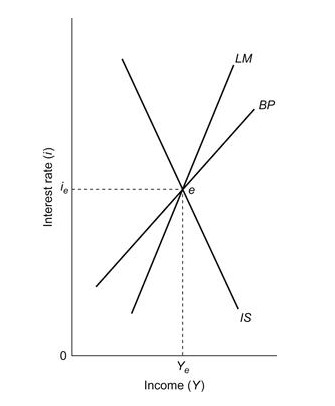 LM
BP
Interest rate (i)
ie
e
IS
0
Ye
Income (Y)